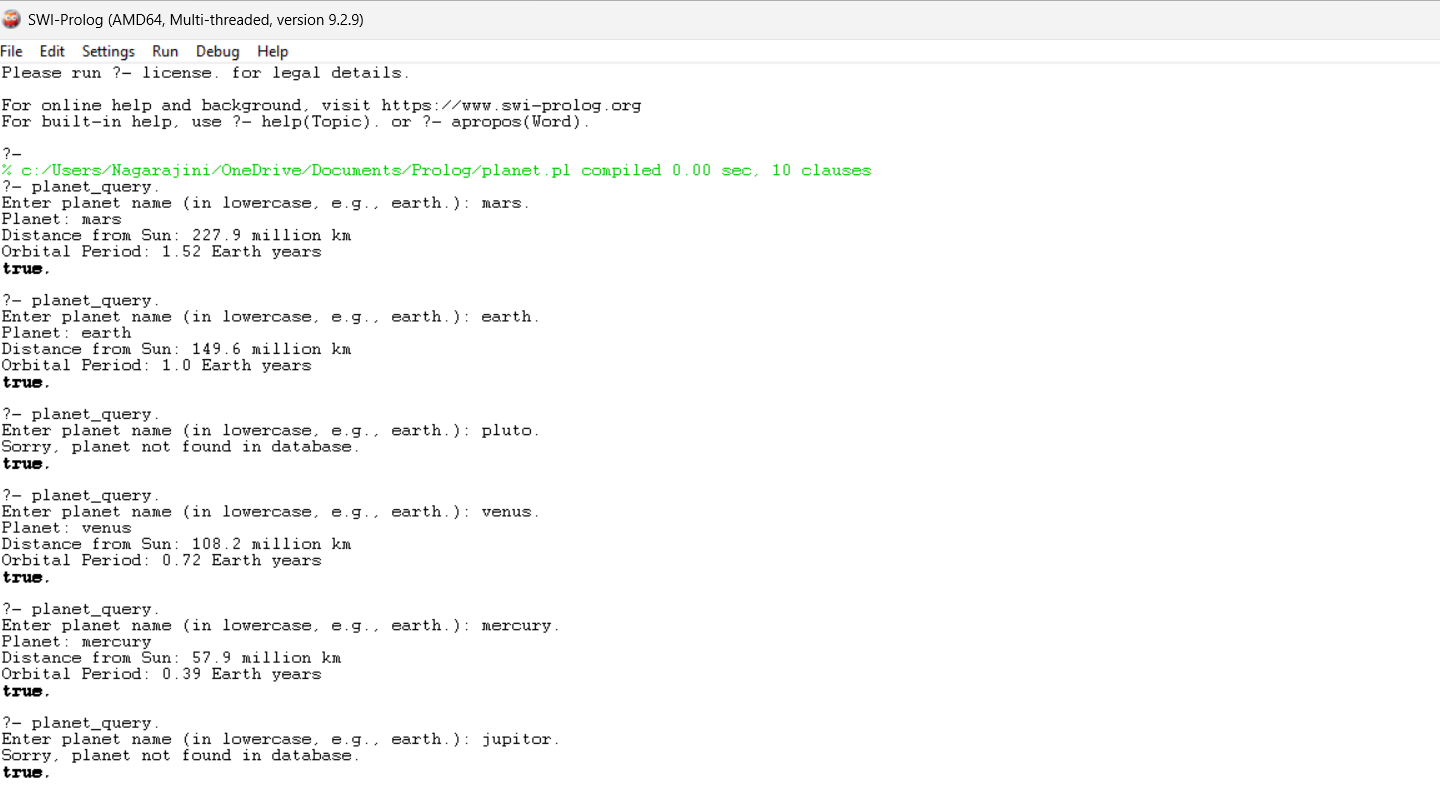 SWI-Prolog (AMD64, Multi-threaded, version 9.2.9)
File Edit Settings Run Debug Help
Please run ?- license. for legal details.
For online help and background, visit https://www.swi-prolog.org
For built-in help, use ?- help(Topic). or ?- apropos(Word).
?-
% c:/Users/Nagarajini/OneDrive/Documents/Prolog/planet.pl compiled 0.00 sec, 10 clauses
?- planet_query.
Enter planet name (in lowercase, e.g., earth.): mars.
Planet: mars
Distance from Sun: 227.9 million km
Orbital Period: 1.52 Earth years
true.
?- planet_query.
Enter planet name (in lowercase, e.g., earth.): earth.
Planet: earth
Distance from Sun: 149.6 million km
Orbital Period: 1.0 Earth years
true.
?- planet_query.
Enter planet name (in lowercase, e.g., earth.): pluto.
Sorry, planet not found in database.
true.
?- planet_query.
Enter planet name (in lowercase, e.g., earth.): venus.
Planet: venus
Distance from Sun: 108.2 million km
Orbital Period: 0.72 Earth years
true.
?- planet_query.
Enter planet name (in lowercase, e.g., earth.): mercury.
Planet: mercury
Distance from Sun: 57.9 million km
Orbital Period: 0.39 Earth years
true.
?- planet_query.
Enter planet name (in lowercase, e.g., earth.): jupitor.
Sorry, planet not found in database.
true.